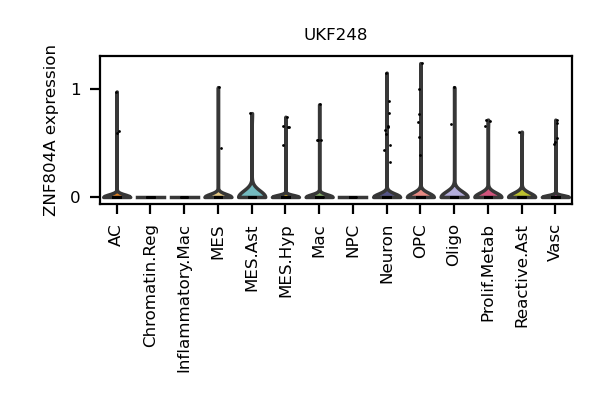 UKF248
ZNF804A expression
1
0
AC
Chromatin.Reg
Inflammatory.Mac
MES
MES.Ast
MES.Hyp
Mac
NPC
Neuron
OPC
Oligo
Prolif.Metab
Reactive.Ast
Vasc